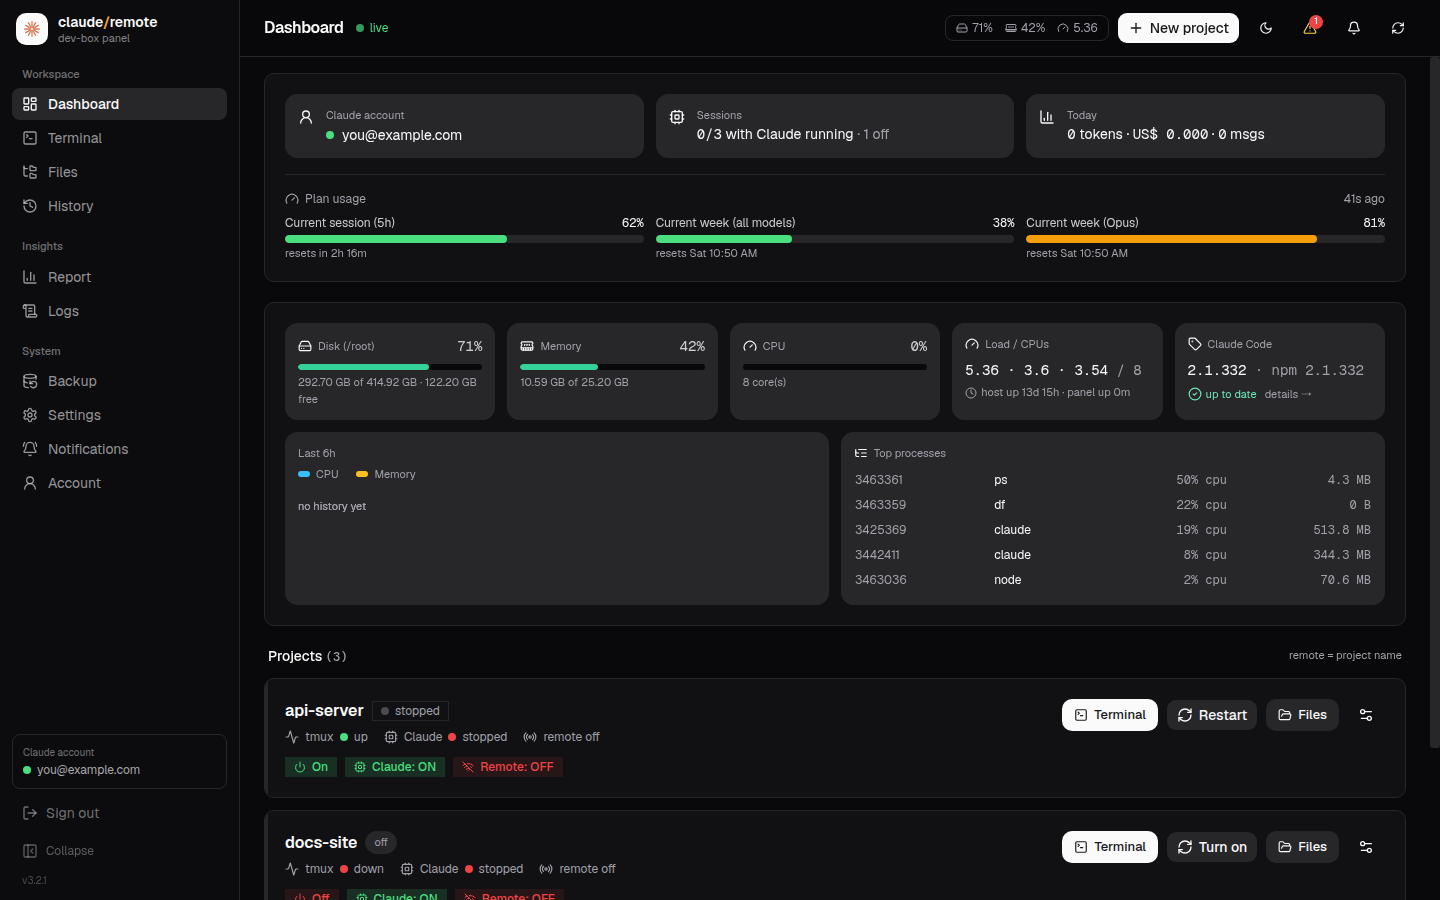 claude/remote
dev-box panel
Workspace
Dashboard
Terminal
Files
History
Insights
Report
Logs
System
Backup
Settings
Notifications
Account
Claude account
you@example.com
Sign out
Collapse
v3.2.1
Dashboard live
71% 42% 5.36
New project
1
Claude account
you@example.com
Sessions
0/3 with Claude running · 1 off
Today
0 tokens · US$ 0.000 · 0 msgs
Plan usage 41s ago
Current session (5h) 62%
resets in 2h 16m
Current week (all models) 38%
resets Sat 10:50 AM
Current week (Opus) 81%
resets Sat 10:50 AM
Disk (/root) 71%
292.70 GB of 414.92 GB · 122.20 GB
free
Memory 42%
10.59 GB of 25.20 GB
CPU 0%
8 core(s)
Load / CPUs
5.36 · 3.6 · 3.54 / 8
host up 13d 15h · panel up 0m
Claude Code
2.1.332 · npm 2.1.332
up to date details →
Last 6h
CPU Memory
no history yet
Top processes
3463361 ps 50% cpu 4.3 MB
3463359 df 22% cpu 0 B
3425369 claude 19% cpu 513.8 MB
3442411 claude 8% cpu 344.3 MB
3463036 node 2% cpu 70.6 MB
Projects (3) remote = project name
api-server stopped
tmux up Claude stopped remote off
On Claude: ON Remote: OFF
Terminal Restart Files
docs-site off
tmux down Claude stopped remote off
Off Claude: ON Remote: OFF
Terminal Turn on Files